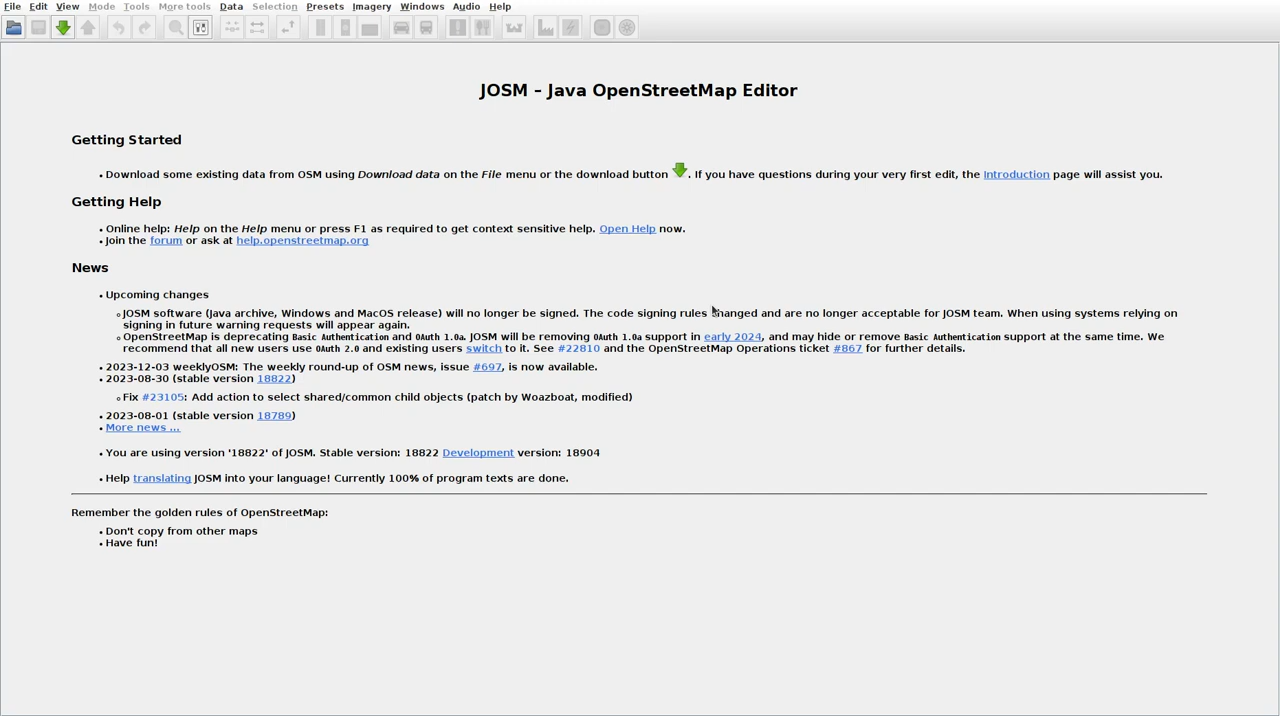 File Edit View Mode Tools More tools Data Selection Presets Imagery Windows Audio Help
JOSM – Java OpenStreetMap Editor
Getting Started
• Download some existing data from OSM using Download data on the File menu or the download button . If you have questions during your very first edit, the Introduction page will assist you.
Getting Help
• Online help: Help on the Help menu or press F1 as required to get context sensitive help. Open Help now.
• Join the forum or ask at help.openstreetmap.org
News
• Upcoming changes
◦ JOSM software (Java archive, Windows and MacOS release) will no longer be signed. The code signing rules changed and are no longer acceptable for JOSM team. When using systems relying on
signing in future warning requests will appear again.
◦ OpenStreetMap is deprecating Basic Authentication and OAuth 1.0a. JOSM will be removing OAuth 1.0a support in early 2024, and may hide or remove Basic Authentication support at the same time. We
recommend that all new users use OAuth 2.0 and existing users switch to it. See #22810 and the OpenStreetMap Operations ticket #867 for further details.
• 2023-12-03 weeklyOSM: The weekly round-up of OSM news, issue #697, is now available.
• 2023-08-30 (stable version 18822)
◦ Fix #23105: Add action to select shared/common child objects (patch by Woazboat, modified)
• 2023-08-01 (stable version 18789)
• More news ...
• You are using version '18822' of JOSM. Stable version: 18822 Development version: 18904
• Help translating JOSM into your language! Currently 100% of program texts are done.
Remember the golden rules of OpenStreetMap:
• Don't copy from other maps
• Have fun!